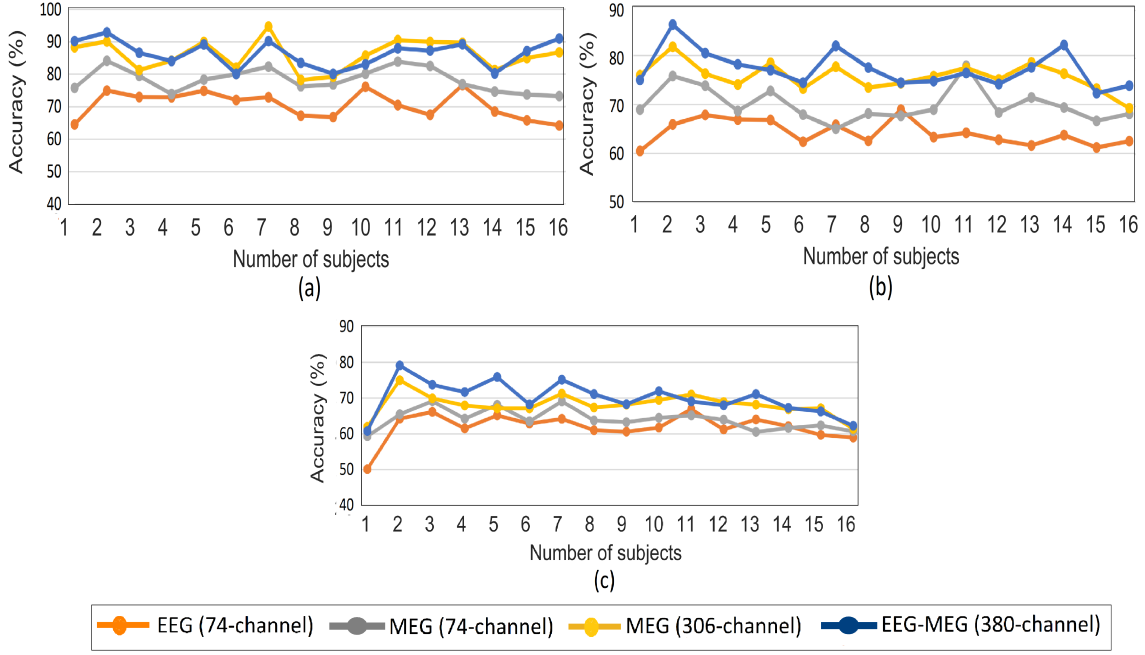 100
90
80
70
60
50
40
Accuracy (%)
1 2 3 4 5 6 7 8 9 10 11 12 13 14 15 16
Number of subjects
(a)
90
80
70
60
50
Accuracy (%)
1 2 3 4 5 6 7 8 9 10 11 12 13 14 15 16
Number of subjects
(b)
90
80
70
60
50
40
Accuracy (%)
1 2 3 4 5 6 7 8 9 10 11 12 13 14 15 16
Number of subjects
(c)
EEG (74-channel) MEG (74-channel) MEG (306-channel) EEG-MEG (380-channel)